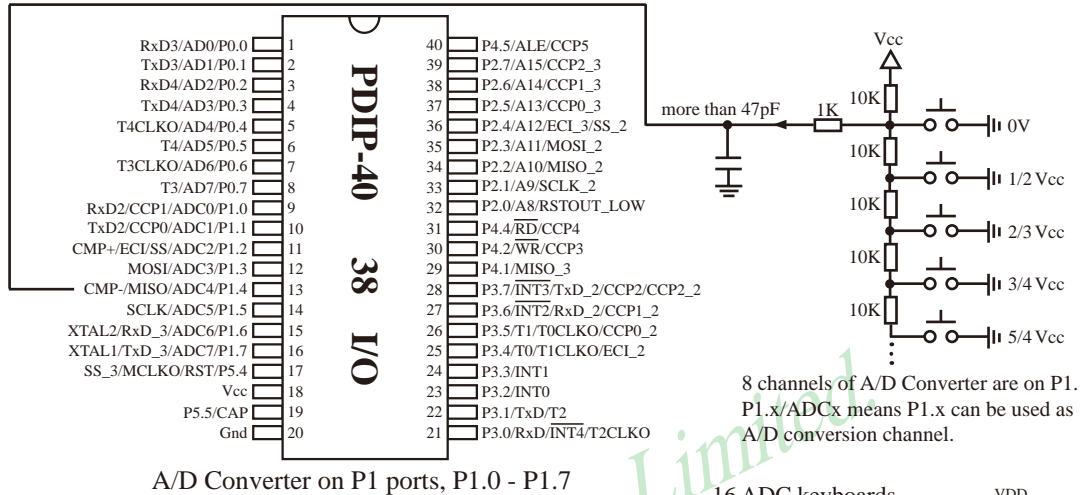 RxD3/AD0/P0.0 1
TxD3/AD1/P0.1 2
RxD4/AD2/P0.2 3
TxD4/AD3/P0.3 4
T4CLKO/AD4/P0.4 5
T4/AD5/P0.5 6
T3CLKO/AD6/P0.6 7
T3/AD7/P0.7 8
RxD2/CCP1/ADC0/P1.0 9
TxD2/CCP0/ADC1/P1.1 10
CMP+/ECI/SS/ADC2/P1.2 11
MOSI/ADC3/P1.3 12
CMP-/MISO/ADC4/P1.4 13
SCLK/ADC5/P1.5 14
XTAL2/RxD_3/ADC6/P1.6 15
XTAL1/TxD_3/ADC7/P1.7 16
SS_3/MCLKO/RST/P5.4 17
Vcc 18
P5.5/CAP 19
Gnd 20
PDIP-40 38 I/O
40 P4.5/ALE/CCP5
39 P2.7/A15/CCP2_3
38 P2.6/A14/CCP1_3
37 P2.5/A13/CCP0_3
36 P2.4/A12/ECI_3/SS_2
35 P2.3/A11/MOSI_2
34 P2.2/A10/MISO_2
33 P2.1/A9/SCLK_2
32 P2.0/A8/RSTOUT_LOW
31 P4.4/RD/CCP4
30 P4.2/WR/CCP3
29 P4.1/MISO_3
28 P3.7/INT3/TxD_2/CCP2/CCP2_2
27 P3.6/INT2/RxD_2/CCP1_2
26 P3.5/T1/T0CLKO/CCP0_2
25 P3.4/T0/T1CLKO/ECI_2
24 P3.3/INT1
23 P3.2/INT0
22 P3.1/TxD/T2
21 P3.0/RxD/INT4/T2CLKO
more than 47pF
1K
Vcc
10K
0V
10K
1/2 Vcc
10K
2/3 Vcc
10K
3/4 Vcc
10K
5/4 Vcc
8 channels of A/D Converter are on P1.
P1.x/ADCx means P1.x can be used as
A/D conversion channel.
Limited.
A/D Converter on P1 ports, P1.0 - P1.7
16 ADC keyboards
VDD